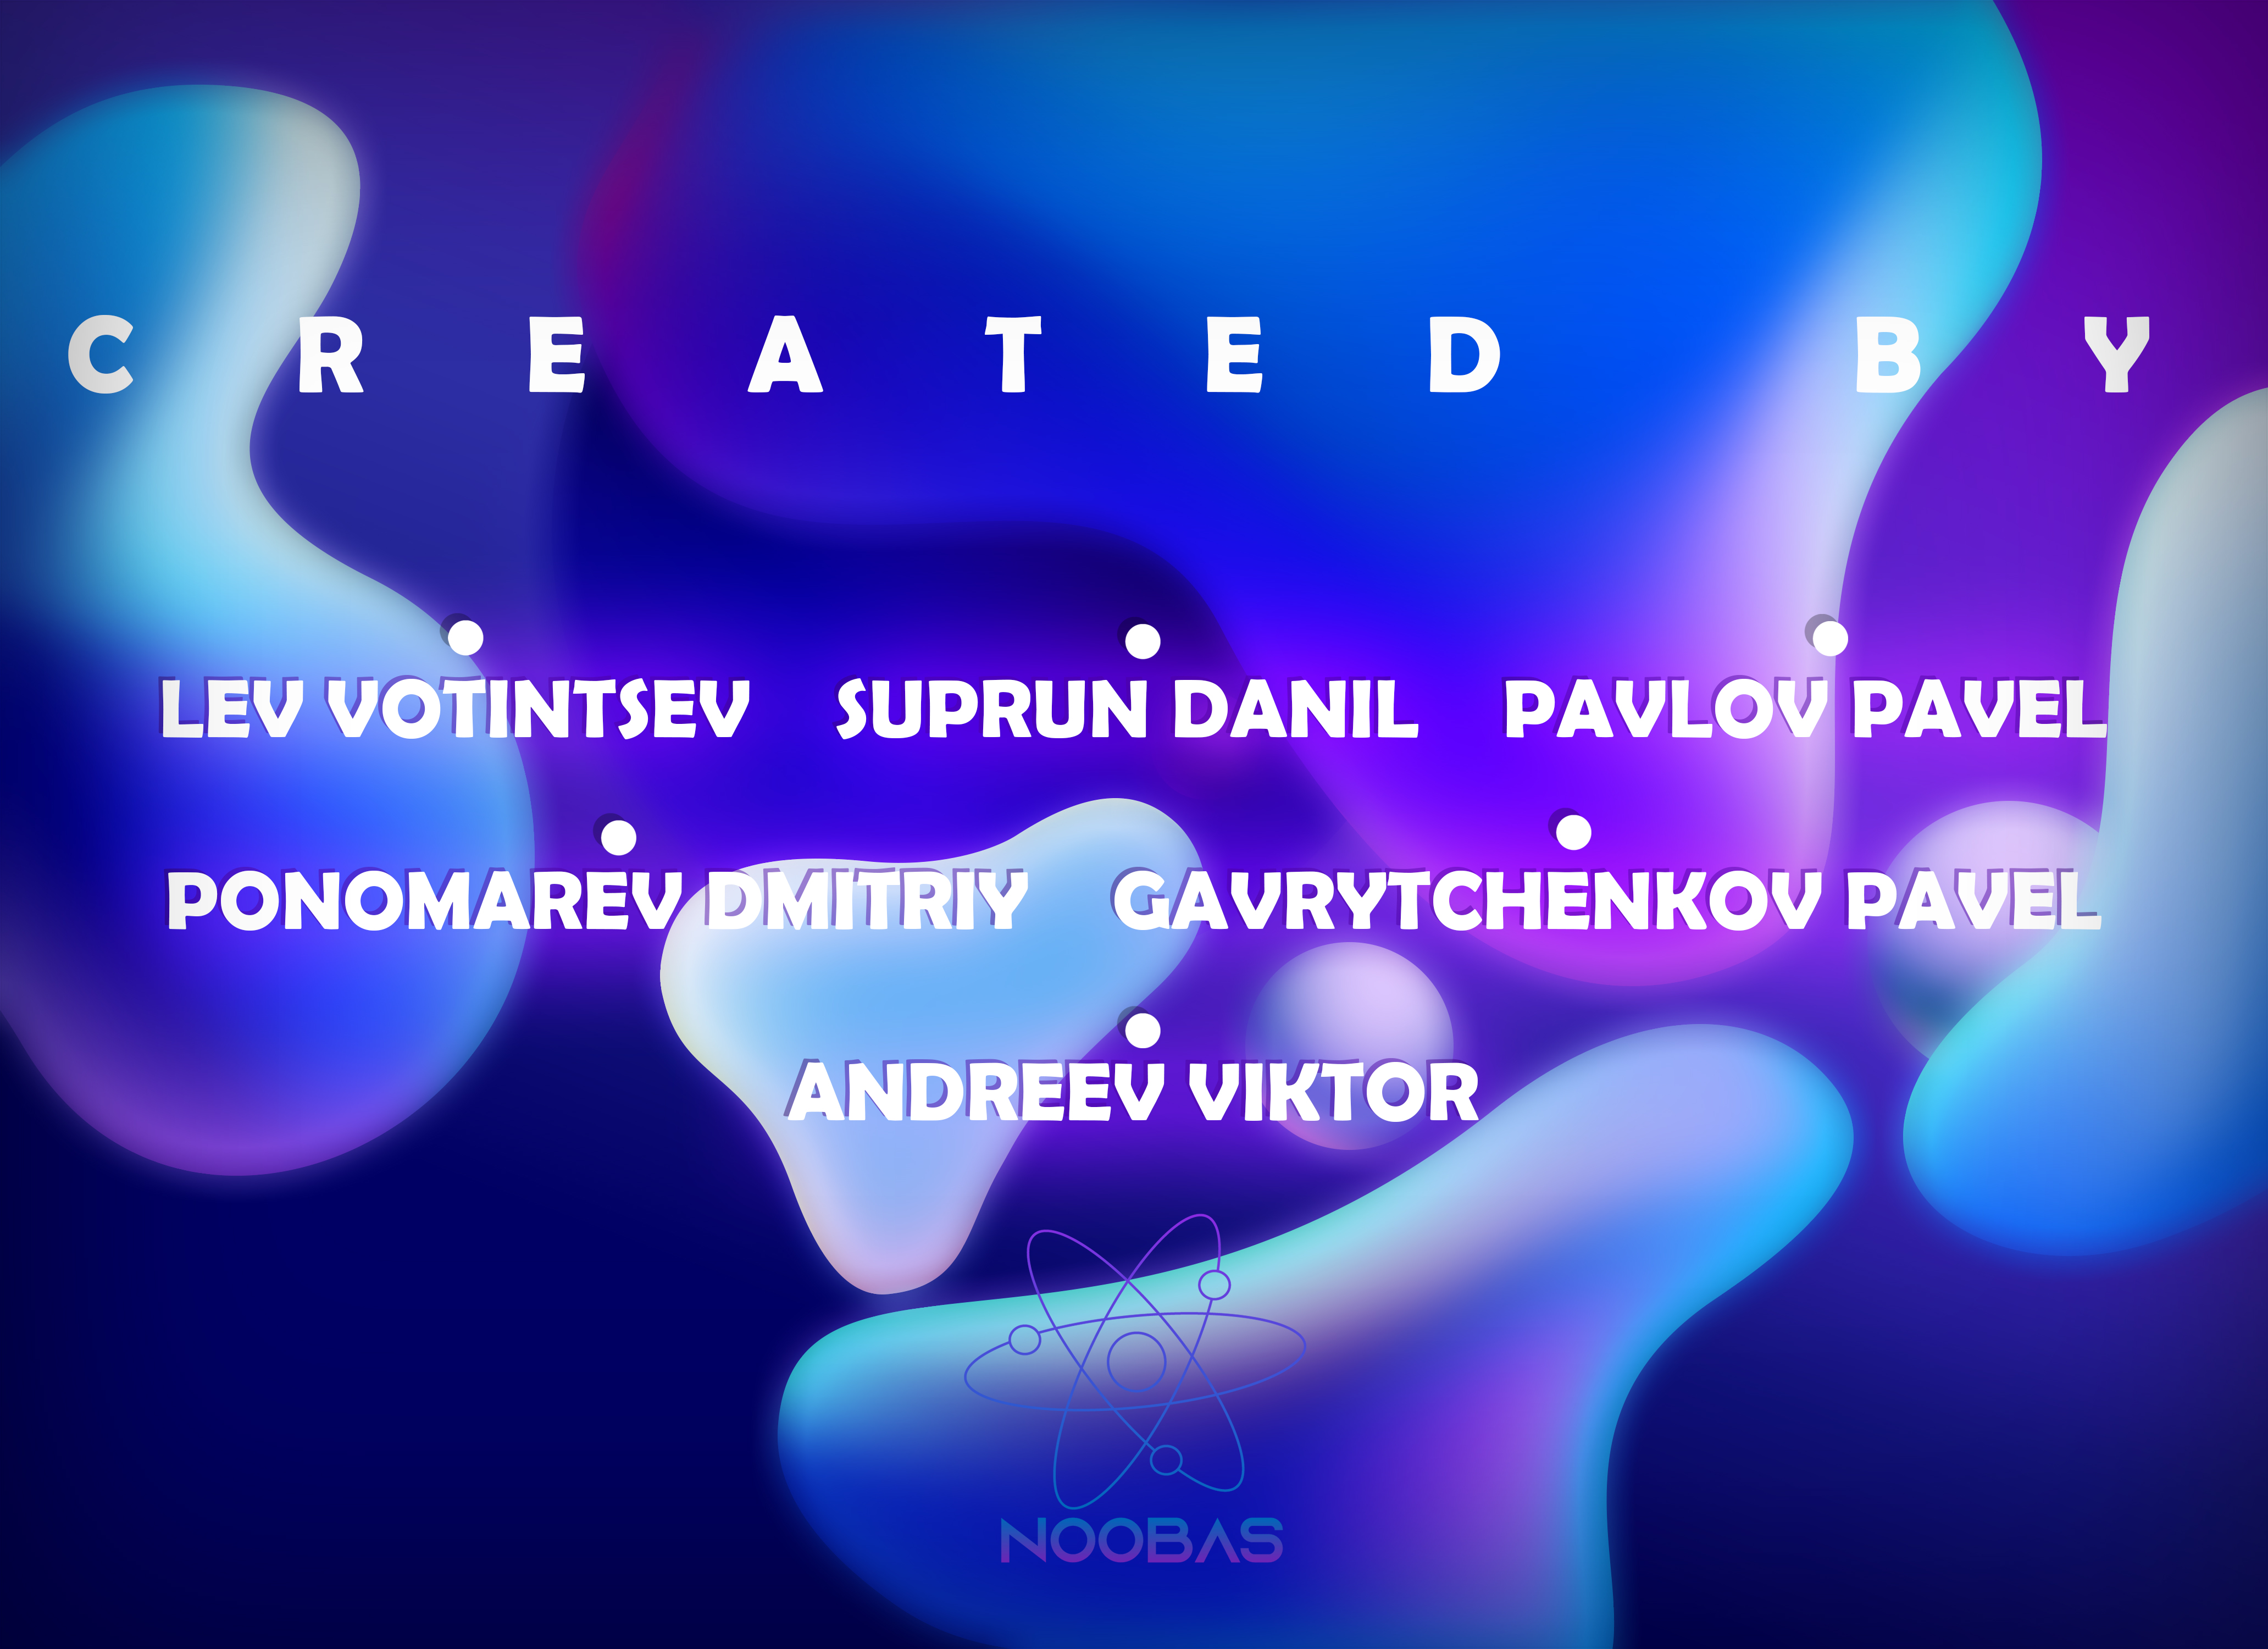 CREATED BY
LEV VOTINTSEV SUPRUN DANIL PAVLOV PAVEL
PONOMAREV DMITRIY GAVRYTCHENKOV PAVEL
ANDREEV VIKTOR
NOOBAS